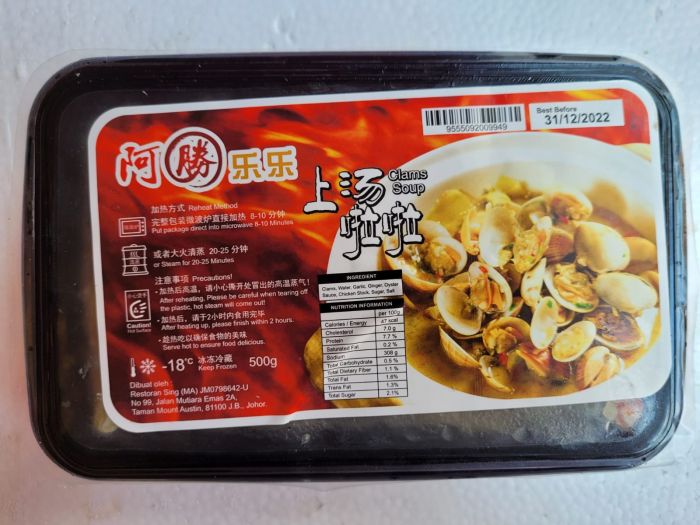 阿勝乐乐
9555092009949
Best Before
31/12/2022
上汤
啦啦
Clams
Soup
加热方式 Reheat Method
完整包装微波炉直接加热 8-10 分钟
Put package direct into microwave 8-10 Minutes
或者大火清蒸 20-25 分钟
or Steam for 20-25 Minutes
注意事项 Precautions!
- 加热后高温，请小心撕开处冒出的高温蒸气！
After reheating. Please be careful when tearing off
the plastic, hot steam will come out!
- 加热后，请于2小时内食用完毕
After heating up, please finish within 2 hours.
- 趁热吃以确保食物的美味
Serve hot to ensure food delicious.
小心烫手
Caution!
Hot Surface
-18℃ 冰冻冷藏
Keep Frozen
500g
Dibuat oleh :
Restoran Sing (MA) JM0798642-U
No 99, Jalan Mutiara Emas 2A,
Taman Mount Austin, 81100 J.B., Johor.
INGREDIENT
Clams, Water, Garlic, Ginger, Oyster
Sauce, Chicken Stock, Sugar, Salt
NUTRITION INFORMATION
per 100g
Calories / Energy 47 kcal
Cholesterol 7.0 g
Protein 7.7 %
Saturated Fat 0.2 %
Sodium 308 g
Total Carbohydrate 0.5 %
Total Dietary Fiber 1.1 %
Total Fat 1.6%
Trans Fat 1.3%
Total Sugar 2.1%